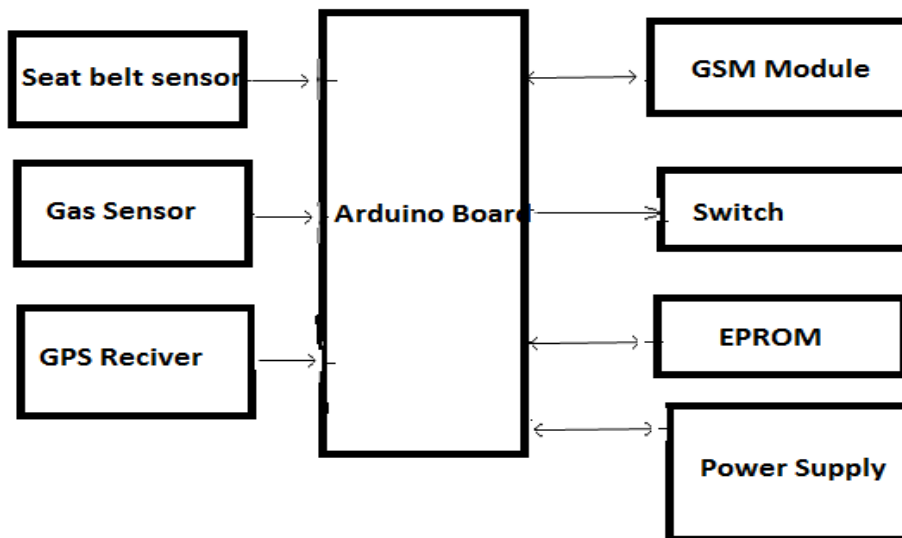 Seat belt sensor
Gas Sensor
GPS Reciver
Arduino Board
GSM Module
Switch
EPROM
Power Supply